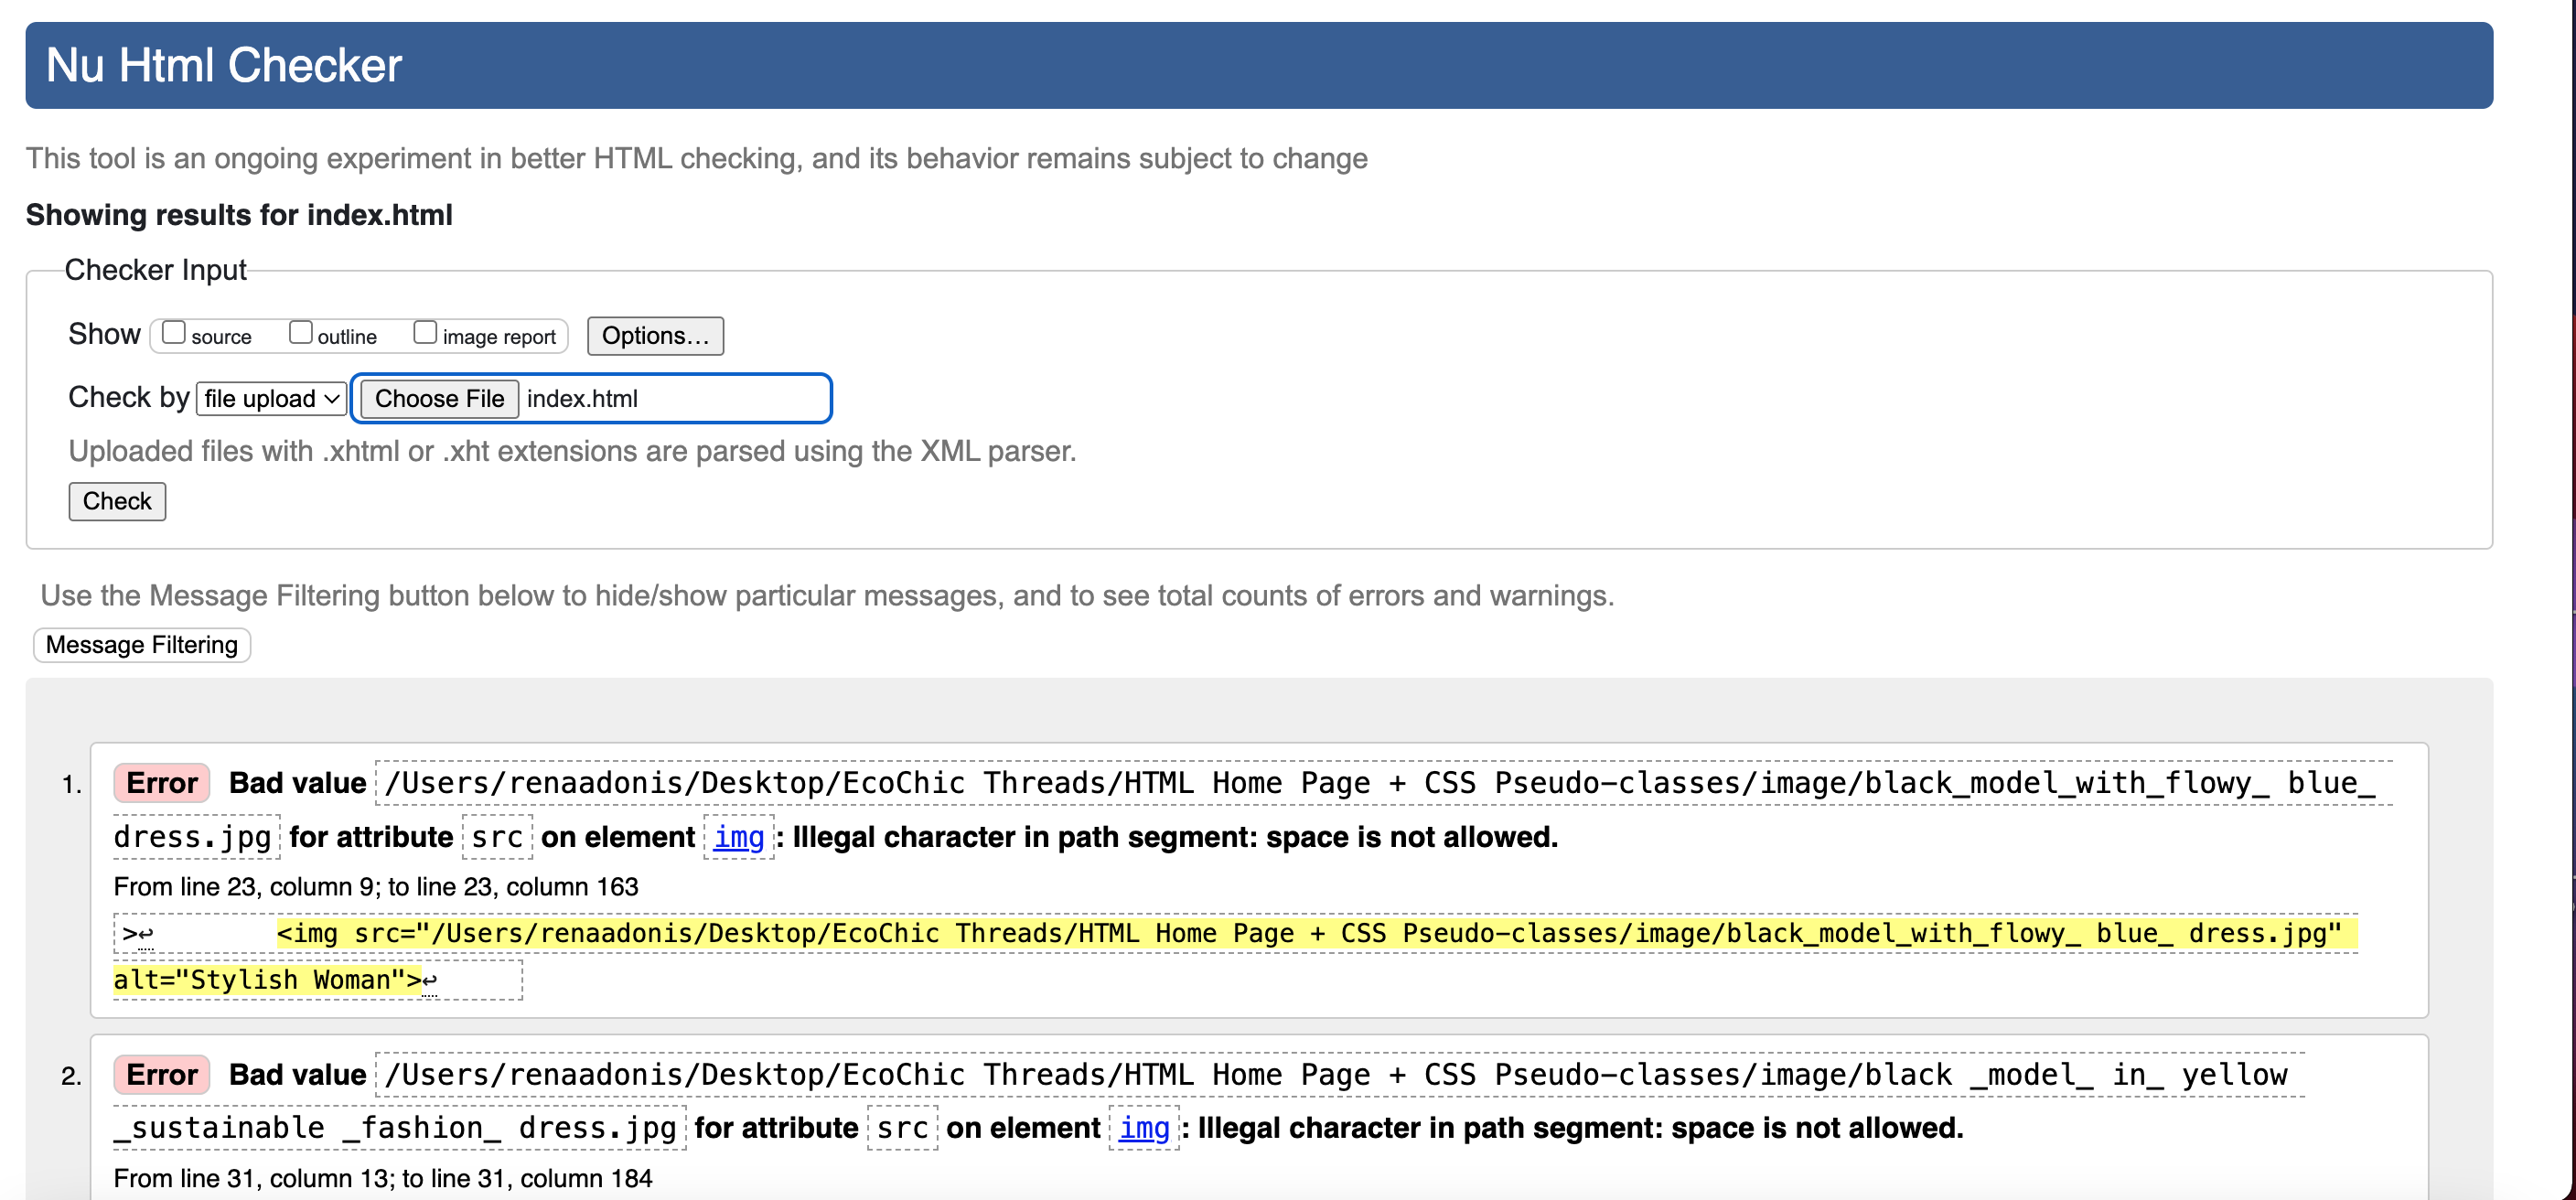 Nu Html Checker
This tool is an ongoing experiment in better HTML checking, and its behavior remains subject to change
Showing results for index.html
Checker Input
Show source outline image report Options...
Check by file upload Choose File index.html
Uploaded files with .xhtml or .xht extensions are parsed using the XML parser.
Check
Use the Message Filtering button below to hide/show particular messages, and to see total counts of errors and warnings.
Message Filtering
1. Error Bad value /Users/renaadonis/Desktop/EcoChic Threads/HTML Home Page + CSS Pseudo-classes/image/black_model_with_flowy_ blue_
dress.jpg for attribute src on element img: Illegal character in path segment: space is not allowed.
From line 23, column 9; to line 23, column 163
>↩ <img src="/Users/renaadonis/Desktop/EcoChic Threads/HTML Home Page + CSS Pseudo-classes/image/black_model_with_flowy_ blue_ dress.jpg"
alt="Stylish Woman">↩
2. Error Bad value /Users/renaadonis/Desktop/EcoChic Threads/HTML Home Page + CSS Pseudo-classes/image/black _model_ in_ yellow
_sustainable _fashion_ dress.jpg for attribute src on element img: Illegal character in path segment: space is not allowed.
From line 31, column 13; to line 31, column 184